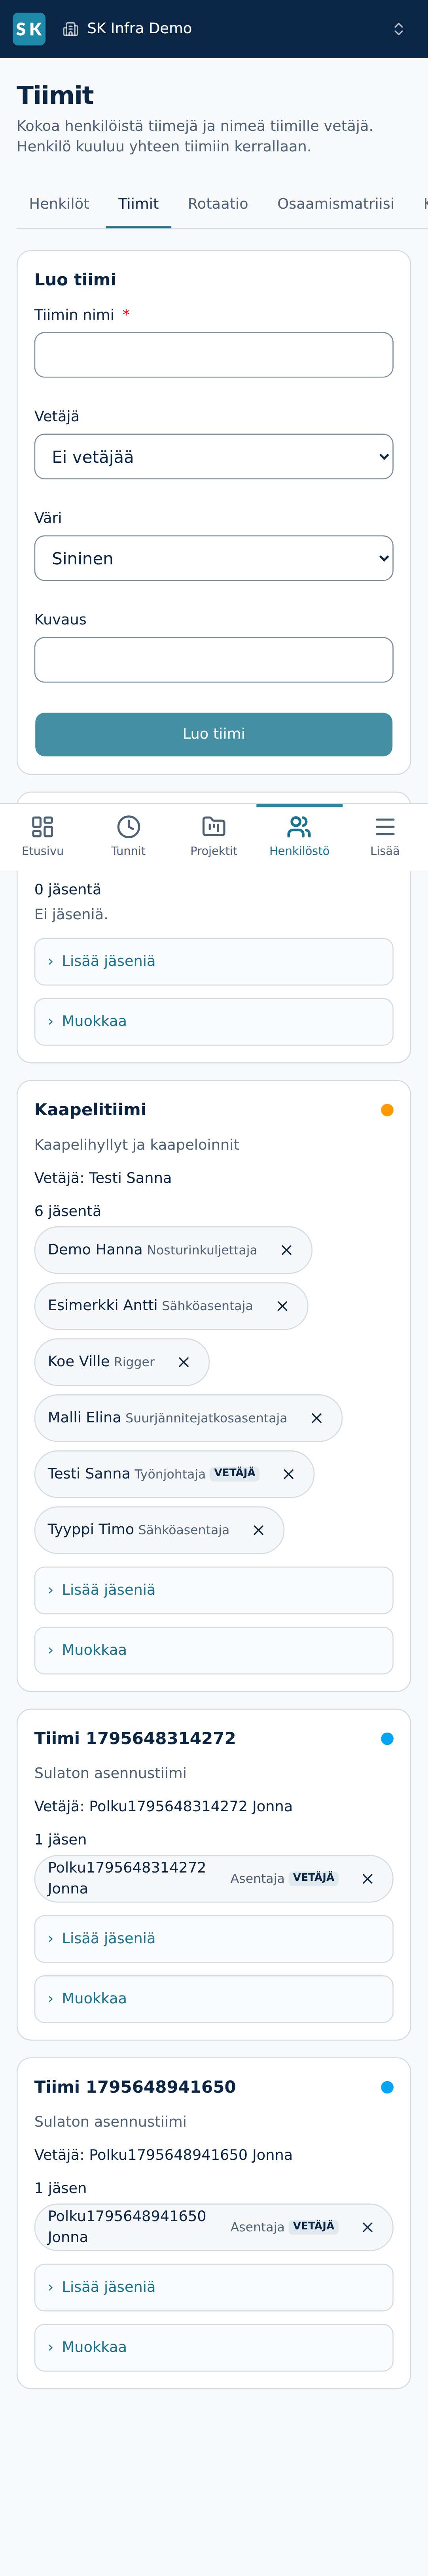 SK SK Infra Demo
Tiimit
Kokoa henkilöistä tiimejä ja nimeä tiimille vetäjä.
Henkilö kuuluu yhteen tiimiin kerrallaan.
Henkilöt Tiimit Rotaatio Osaamismatriisi
Luo tiimi
Tiimin nimi *
Vetäjä
Ei vetäjää
Väri
Sininen
Kuvaus
Luo tiimi
Etusivu Tunnit Projektit Henkilöstö Lisää
0 jäsentä
Ei jäseniä.
› Lisää jäseniä
› Muokkaa
Kaapelitiimi
Kaapelihyllyt ja kaapeloinnit
Vetäjä: Testi Sanna
6 jäsentä
Demo Hanna Nosturinkuljettaja
Esimerkki Antti Sähköasentaja
Koe Ville Rigger
Malli Elina Suurjännitejatkosasentaja
Testi Sanna Työnjohtaja VETÄJÄ
Tyyppi Timo Sähköasentaja
› Lisää jäseniä
› Muokkaa
Tiimi 1795648314272
Sulaton asennustiimi
Vetäjä: Polku1795648314272 Jonna
1 jäsen
Polku1795648314272
Jonna Asentaja VETÄJÄ
› Lisää jäseniä
› Muokkaa
Tiimi 1795648941650
Sulaton asennustiimi
Vetäjä: Polku1795648941650 Jonna
1 jäsen
Polku1795648941650
Jonna Asentaja VETÄJÄ
› Lisää jäseniä
› Muokkaa